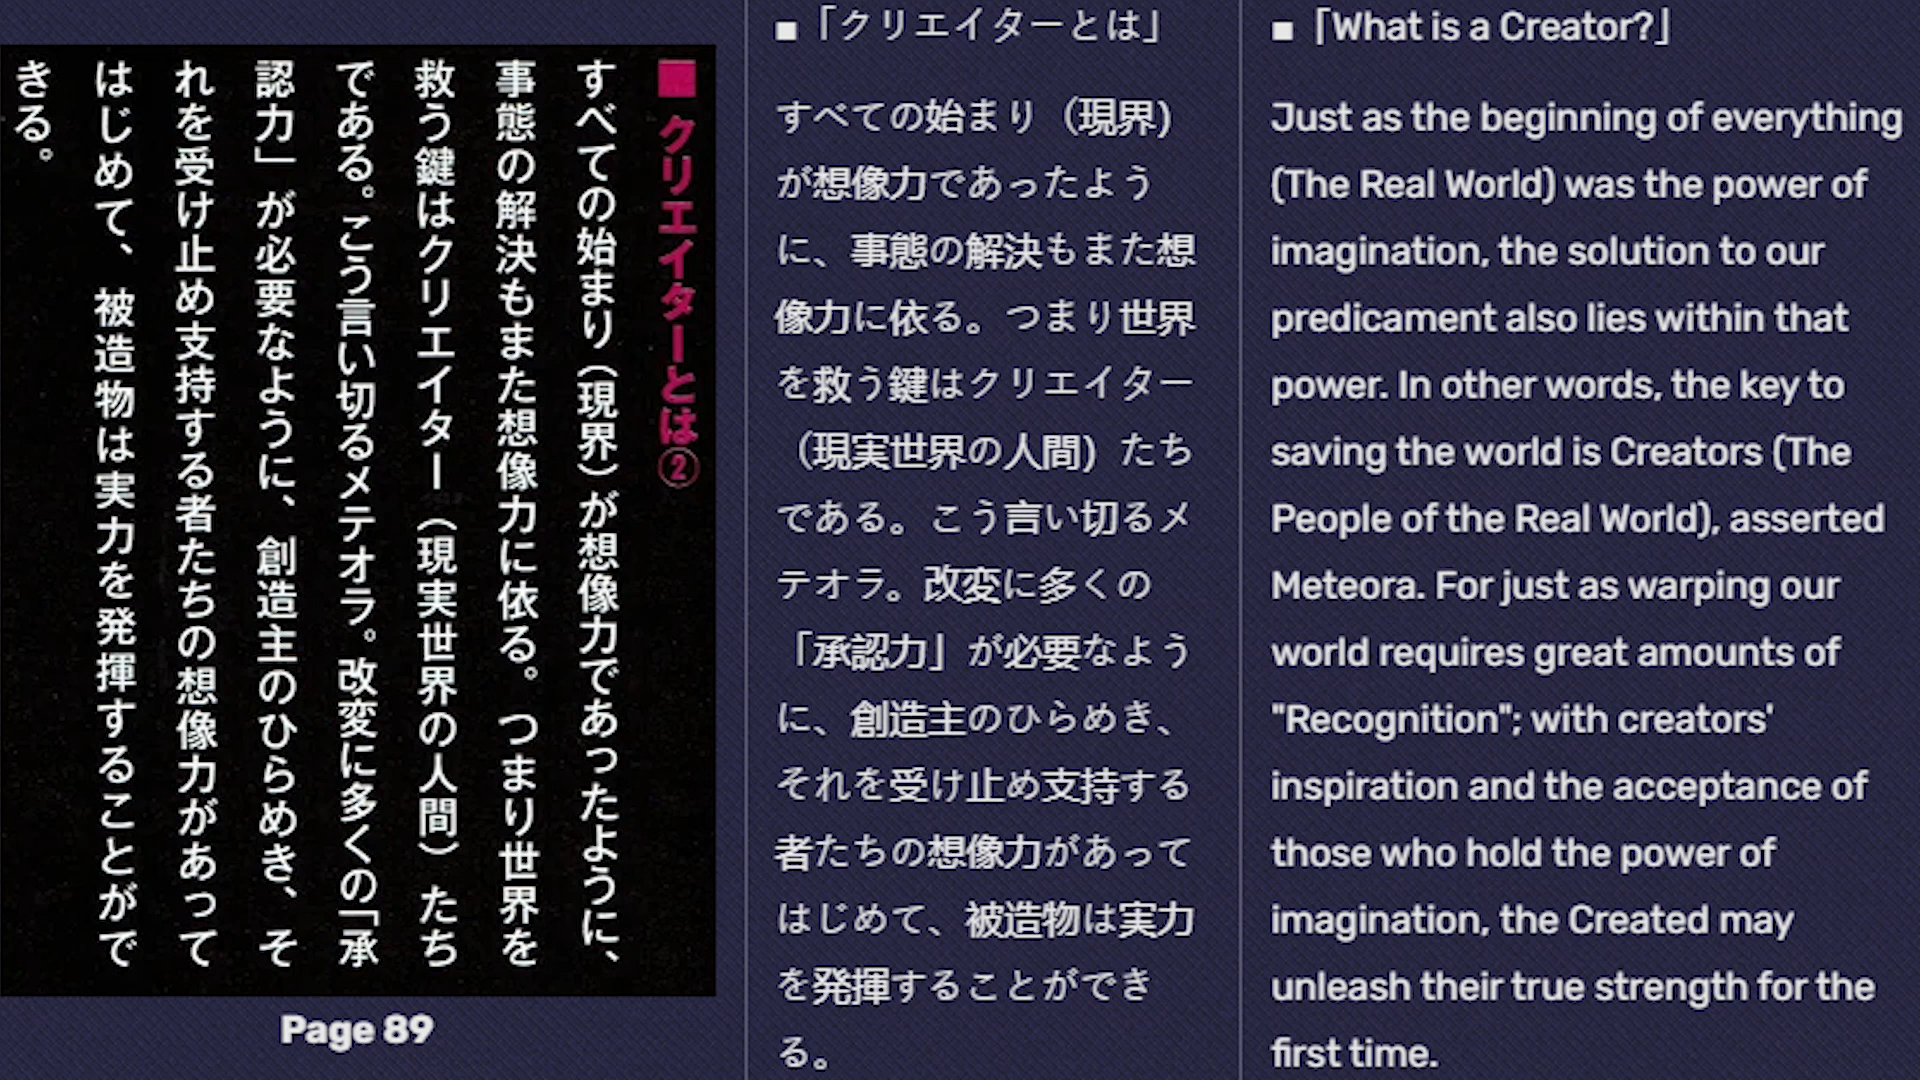 ■ クリエイターとは②
すべての始まり（現界）が想像力であったように、
事態の解決もまた想像力に依る。つまり世界を
救う鍵はクリエイター（現実世界の人間）たち
である。こう言い切るメテオラ。改変に多くの「承
認力」が必要なように、創造主のひらめき、そ
れを受け止め支持する者たちの想像力があって
はじめて、被造物は実力を発揮することがで
きる。
Page 89
■「クリエイターとは」
すべての始まり（現界)
が想像力であったよう
に、事態の解決もまた想
像力に依る。つまり世界
を救う鍵はクリエイター
（現実世界の人間）たち
である。こう言い切るメ
テオラ。改変に多くの
「承認力」が必要なよう
に、創造主のひらめき、
それを受け止め支持する
者たちの想像力があって
はじめて、被造物は実力
を発揮することができ
る。
■「What is a Creator?」
Just as the beginning of everything
(The Real World) was the power of
imagination, the solution to our
predicament also lies within that
power. In other words, the key to
saving the world is Creators (The
People of the Real World), asserted
Meteora. For just as warping our
world requires great amounts of
"Recognition"; with creators'
inspiration and the acceptance of
those who hold the power of
imagination, the Created may
unleash their true strength for the
first time.